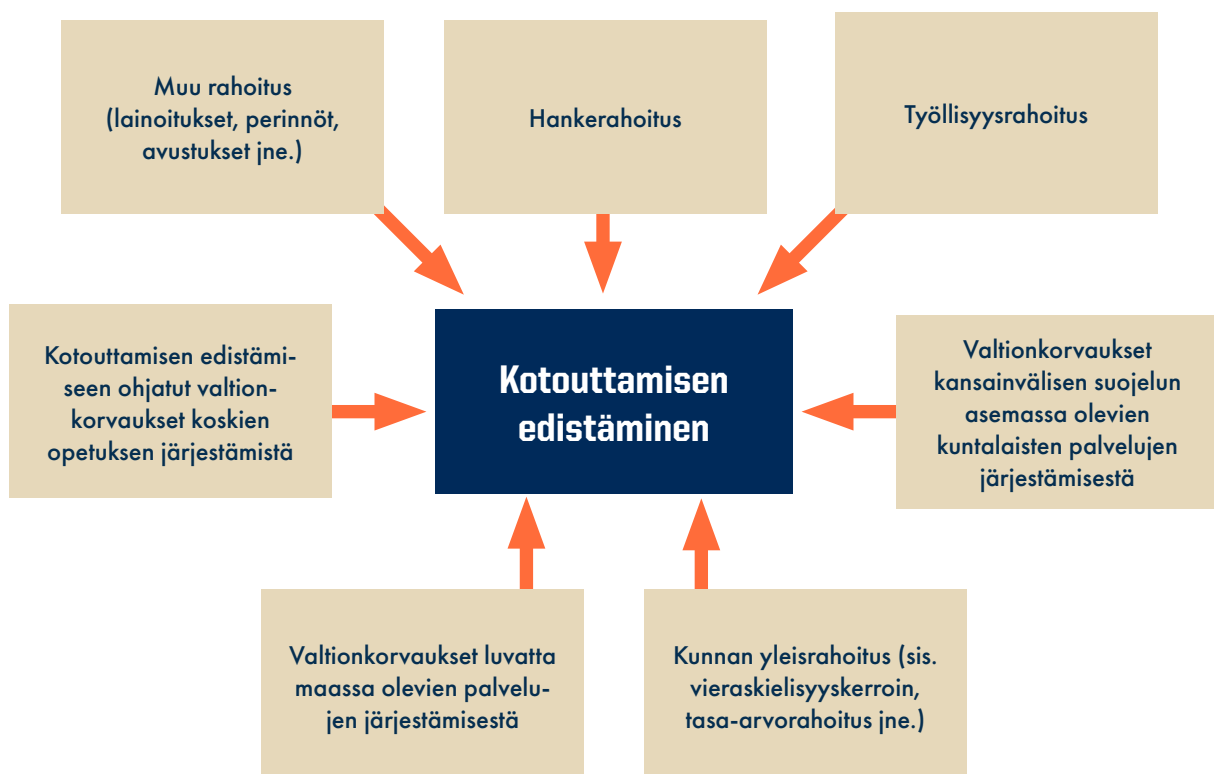 Muu rahoitus
(lainoitukset, perinnöt,
avustukset jne.)
Hankerahoitus
Työllisyysrahoitus
Kotouttamisen edistämi-
seen ohjatut valtion-
korvaukset koskien
opetuksen järjestämistä
Kotouttamisen
edistäminen
Valtionkorvaukset
kansainvälisen suojelun
asemassa olevien
kuntalaisten palvelujen
järjestämisestä
Valtionkorvaukset luvatta
maassa olevien palvelu-
jen järjestämisestä
Kunnan yleisrahoitus (sis.
vieraskielisyyskerroin,
tasa-arvorahoitus jne.)